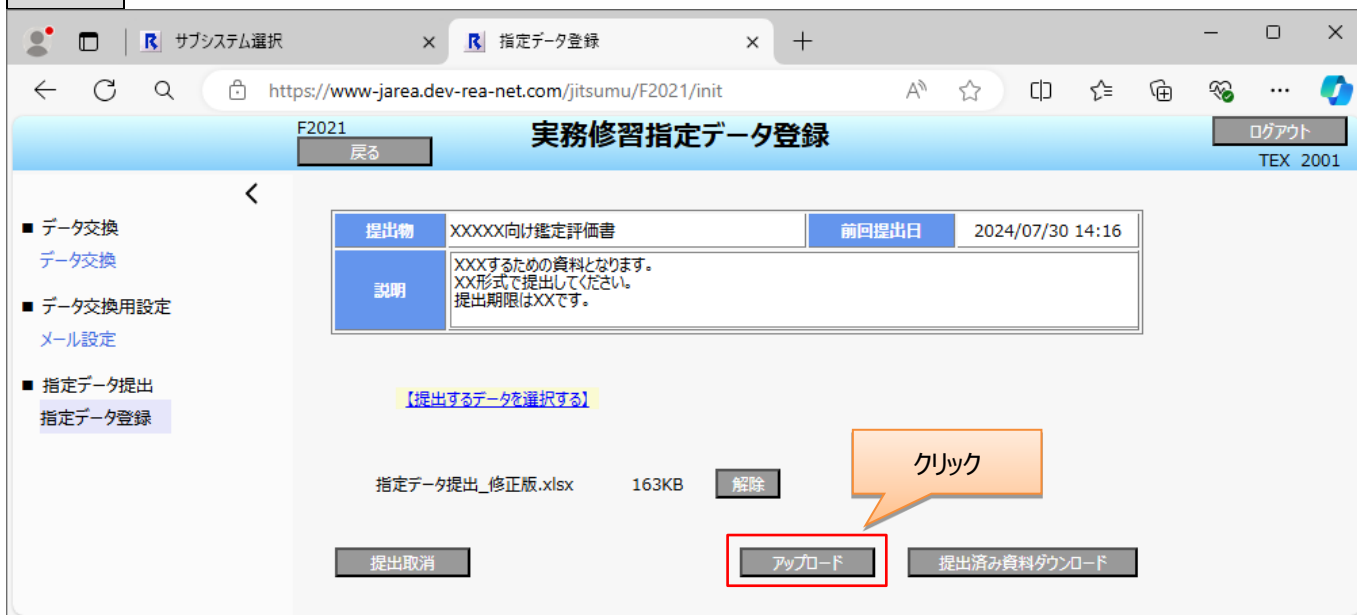 サブシステム選択
指定データ登録
https://www-jarea.dev-rea-net.com/jitsumu/F2021/init
F2021
戻る
実務修習指定データ登録
ログアウト
TEX 2001
■ データ交換
データ交換
■ データ交換用設定
メール設定
■ 指定データ提出
指定データ登録
提出物 XXXXX向け鑑定評価書 前回提出日 2024/07/30 14:16
説明
XXXするための資料となります。
XX形式で提出してください。
提出期限はXXです。
【提出するデータを選択する】
クリック
指定データ提出_修正版.xlsx 163KB 解除
提出取消 アップロード 提出済み資料ダウンロード